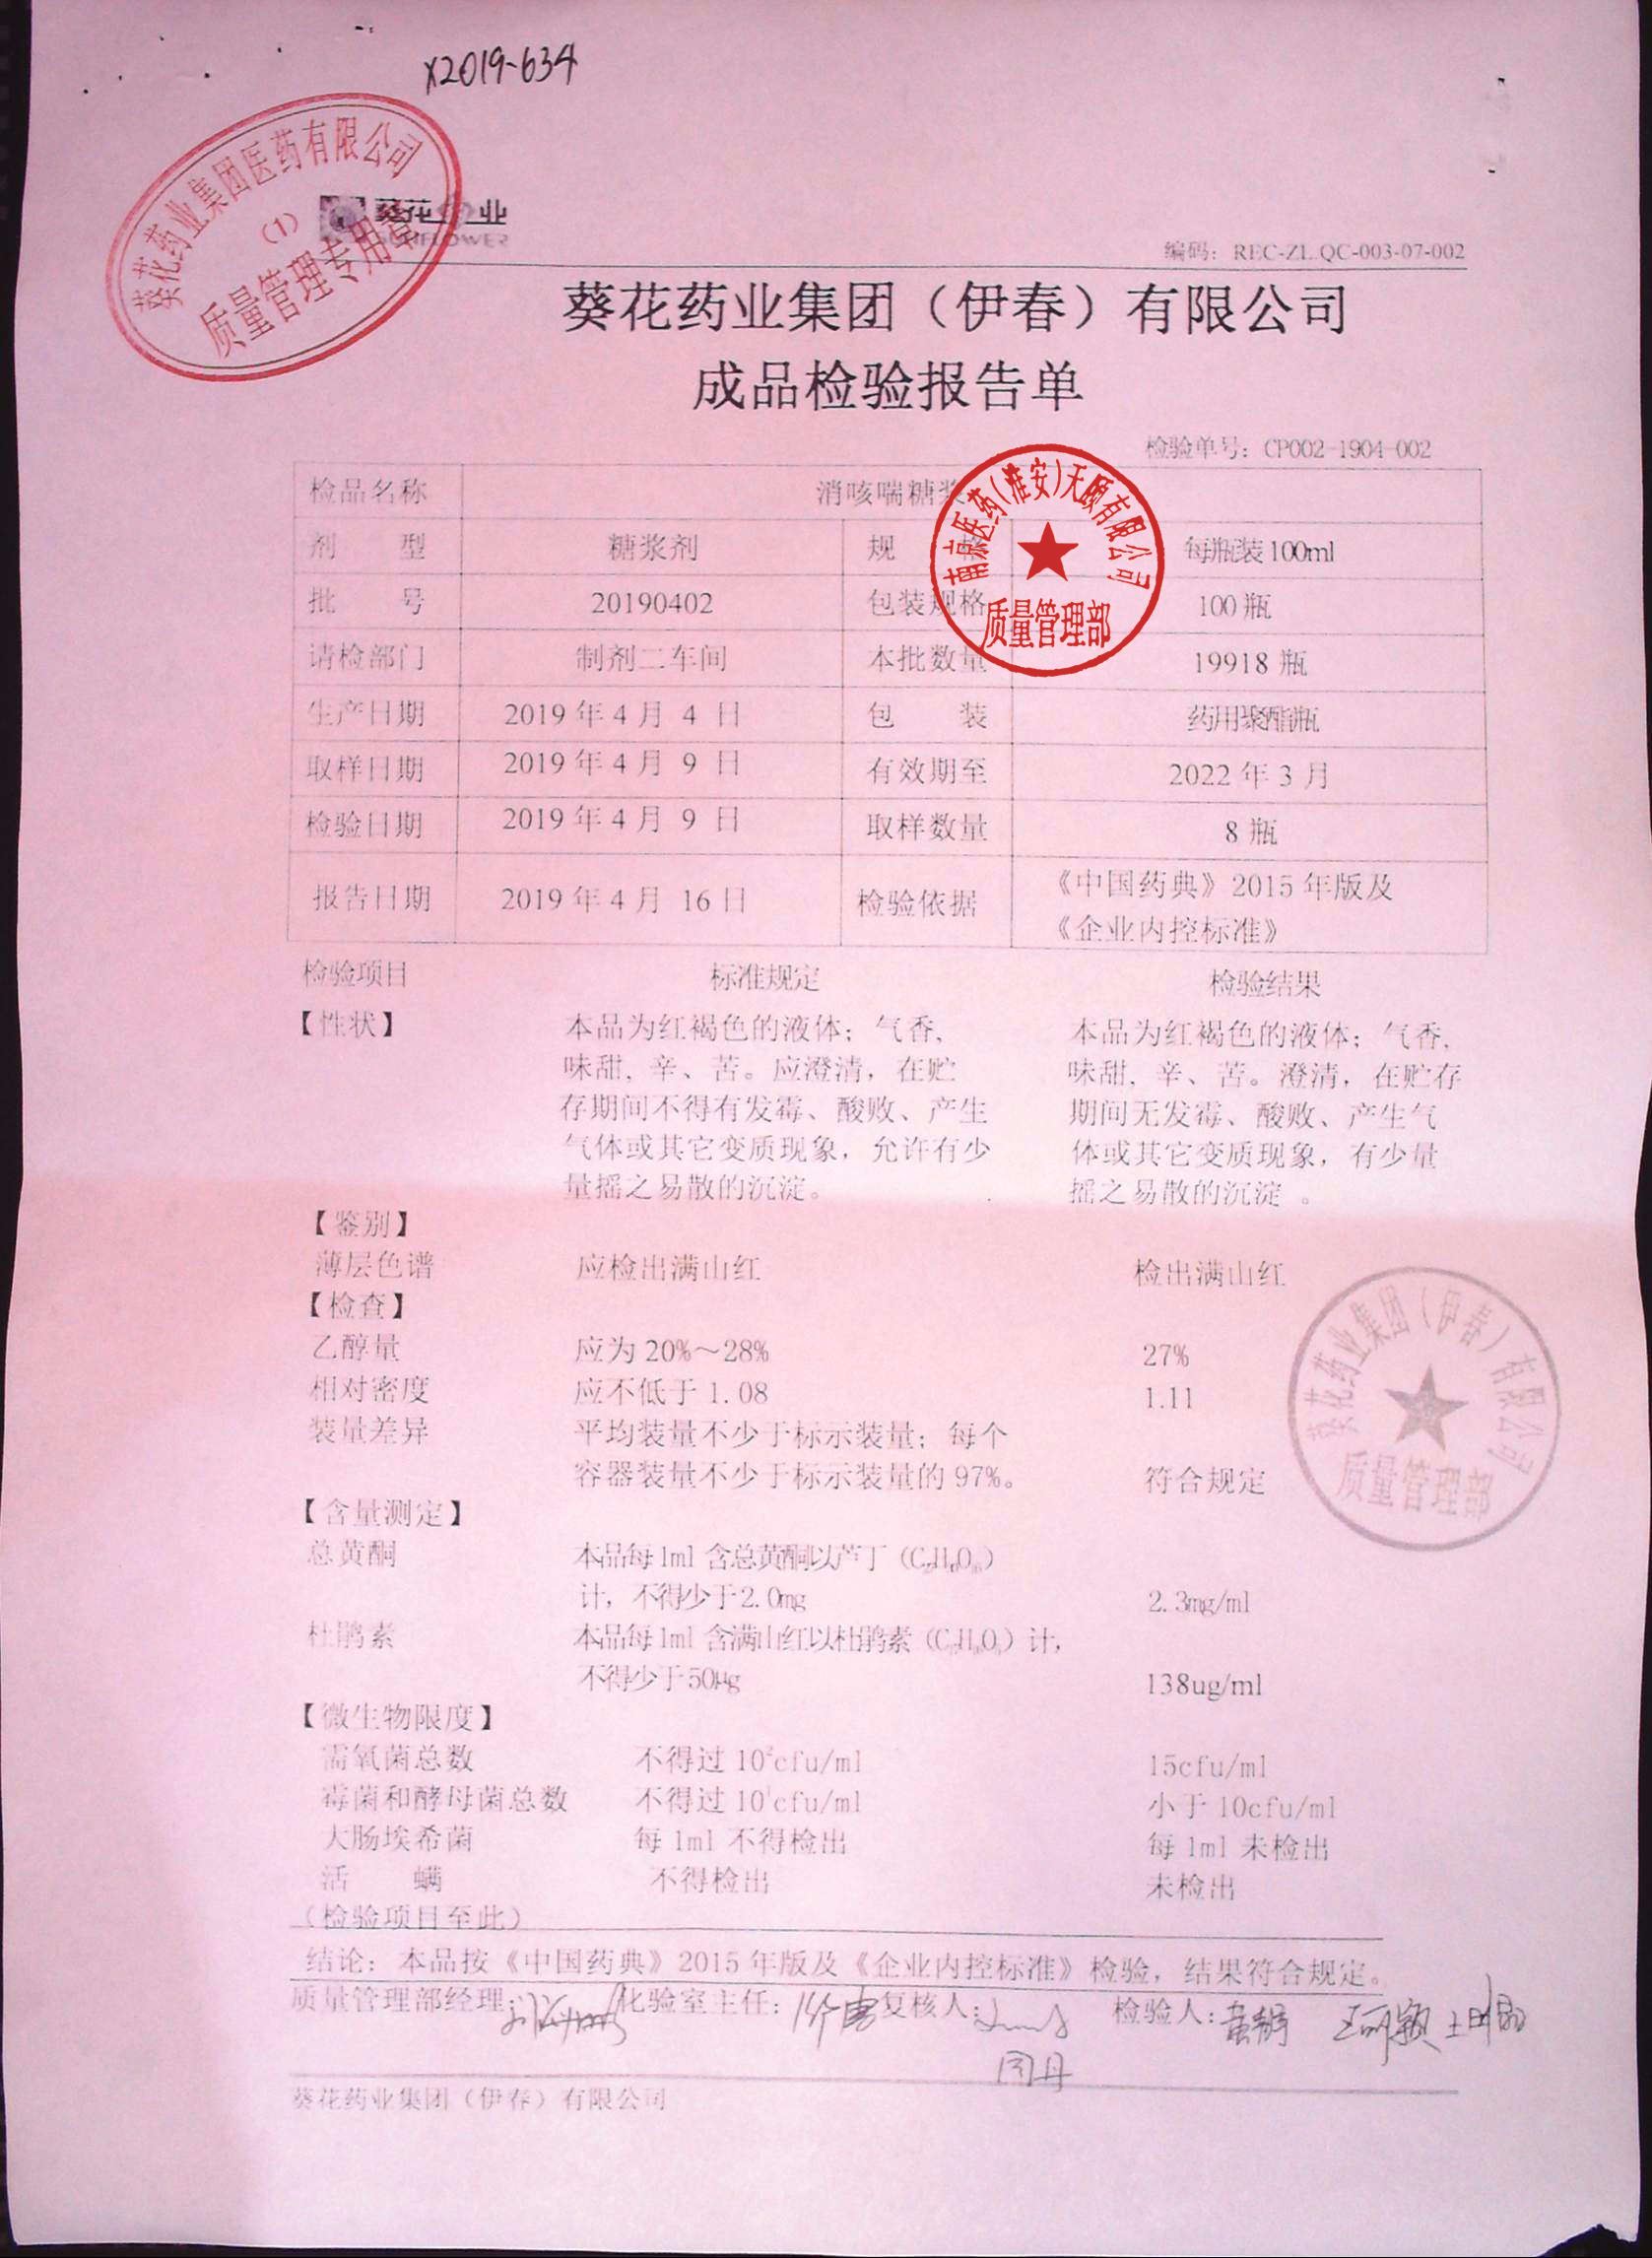 X2019-634
葵花药业集团医药有限公司
(1)
质量管理专用章
葵花药业
SUNFLOWER
编码：REC-ZL.QC-003-07-002
葵花药业集团（伊春）有限公司
成品检验报告单
检验单号：CP002-1904-002
检品名称 消咳喘糖浆
南京医药(淮安)天颐有限公司
质量管理部
剂 型 糖浆剂 规 格 每瓶装100ml
批 号 20190402 包装规格 100瓶
请检部门 制剂二车间 本批数量 19918 瓶
生产日期 2019年4月 4 日 包 装 药用聚酯瓶
取样日期 2019年4月 9 日 有效期至 2022年3月
检验日期 2019年4月 9 日 取样数量 8瓶
报告日期 2019年4月 16日 检验依据 《中国药典》2015年版及
《企业内控标准》
检验项目 标准规定 检验结果
【性状】 本品为红褐色的液体；气香， 本品为红褐色的液体；气香，
味甜、辛、苦。应澄清，在贮 味甜、辛、苦。澄清，在贮存
存期间不得有发霉、酸败、产生 期间无发霉、酸败、产生气
气体或其它变质现象，允许有少 体或其它变质现象，有少量
量摇之易散的沉淀。 摇之易散的沉淀 。
【鉴别】
薄层色谱 应检出满山红 检出满山红
【检查】
乙醇量 应为20%～28% 27%
相对密度 应不低于1.08 1.11
装量差异 平均装量不少于标示装量；每个
容器装量不少于标示装量的97%。 符合规定
葵花药业集团（伊春）有限公司
质量管理部
【含量测定】
总黄酮 本品每1ml含总黄酮以芦丁
计，不得少于2.0mg 2.3mg/ml
杜鹃素 本品每1ml含满山红以杜鹃素 计，
不得少于50μg 138ug/ml
【微生物限度】
需氧菌总数 不得过10²cfu/ml 15cfu/ml
霉菌和酵母菌总数 不得过10¹cfu/ml 小于10cfu/ml
大肠埃希菌 每1ml不得检出 每1ml未检出
活 螨 不得检出 未检出
（检验项目至此）
结论：本品按《中国药典》2015年版及《企业内控标准》检验，结果符合规定。
质量管理部经理： 化验室主任： 复核人： 检验人：
葵花药业集团（伊春）有限公司